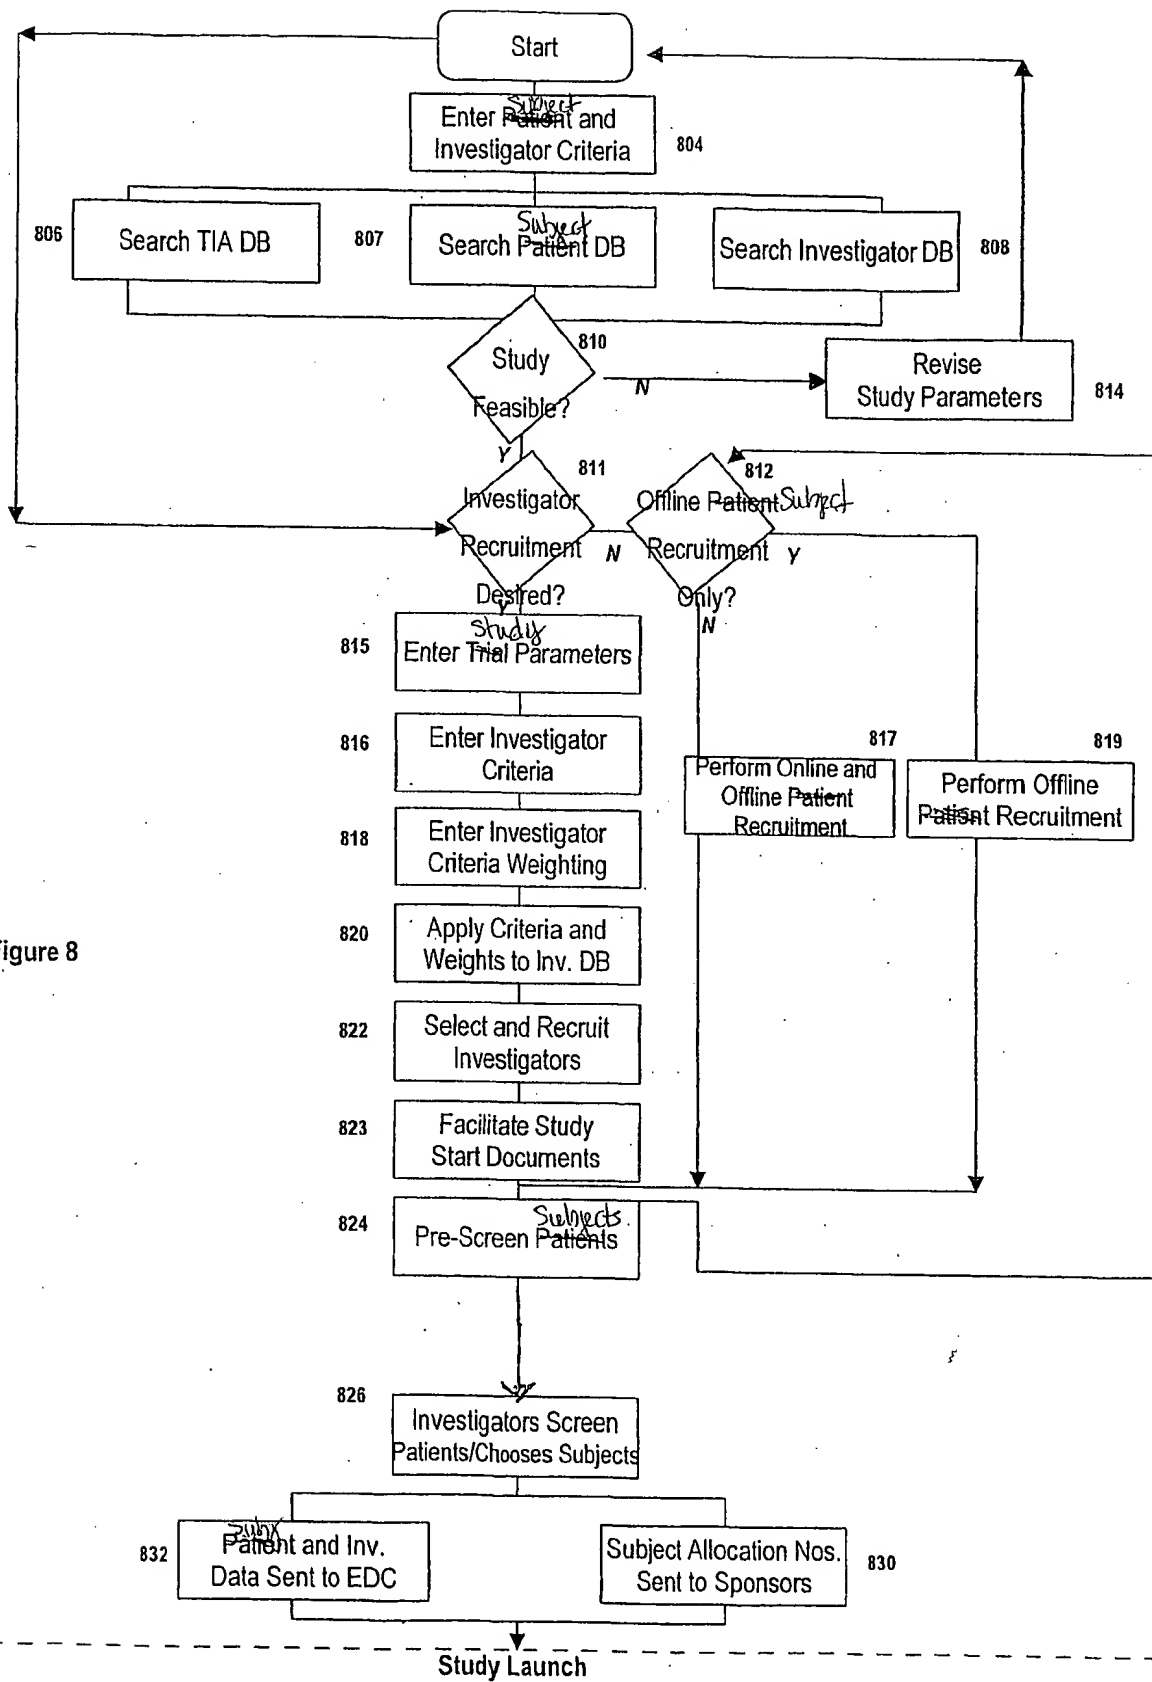 Start
Subject
Enter Patient and
Investigator Criteria
804
806
Search TIA DB
807
Subject
Search Patient DB
Search Investigator DB
808
810
Study
Feasible?
N
Revise
Study Parameters
814
Y
811
812
Investigator
Recruitment
Desired?
N
Offline Patient Subject
Recruitment
Only?
Y
Y
N
815
Study
Enter Trial Parameters
816
Enter Investigator
Criteria
817
Perform Online and
Offline Patient
Recruitment
819
Perform Offline
Patient Recruitment
818
Enter Investigator
Criteria Weighting
820
Apply Criteria and
Weights to Inv. DB
igure 8
822
Select and Recruit
Investigators
823
Facilitate Study
Start Documents
824
Subjects
Pre-Screen Patients
826
Investigators Screen
Patients/Chooses Subjects
832
Subj
Patient and Inv.
Data Sent to EDC
Subject Allocation Nos.
Sent to Sponsors
830
Study Launch